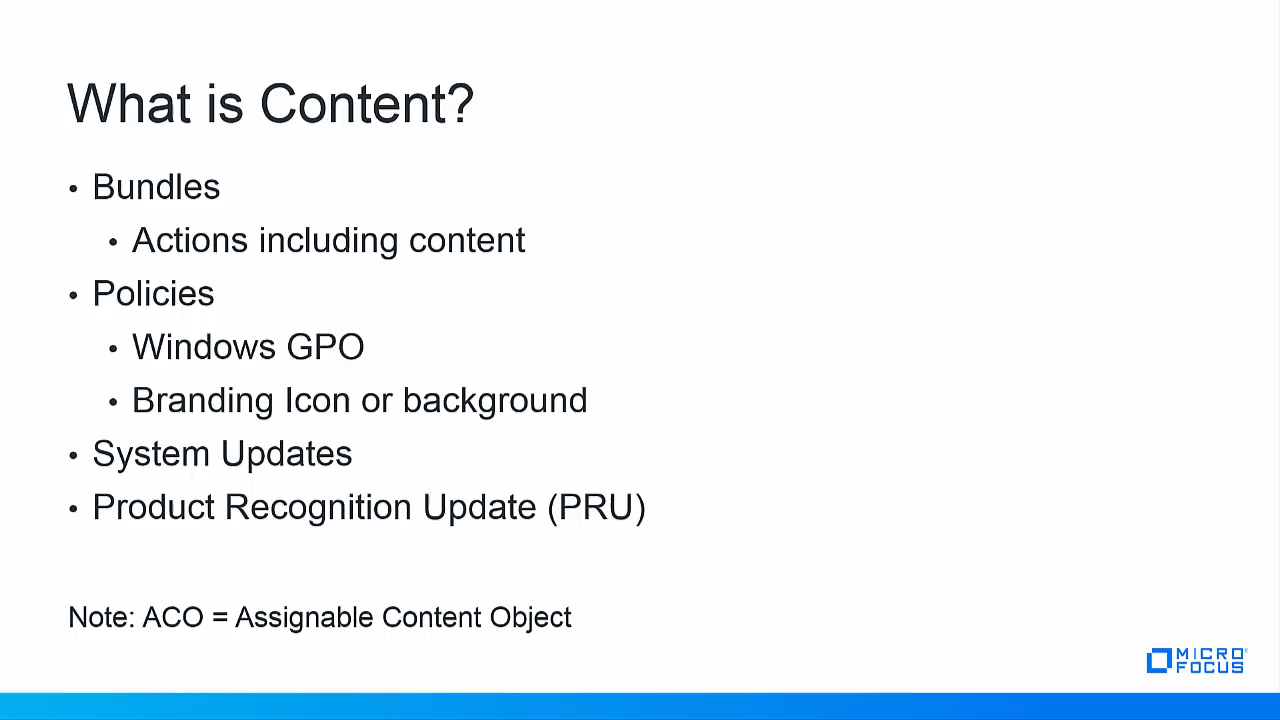 What is Content?
• Bundles
• Actions including content
• Policies
• Windows GPO
• Branding Icon or background
• System Updates
• Product Recognition Update (PRU)
Note: ACO = Assignable Content Object
MICRO
FOCUS